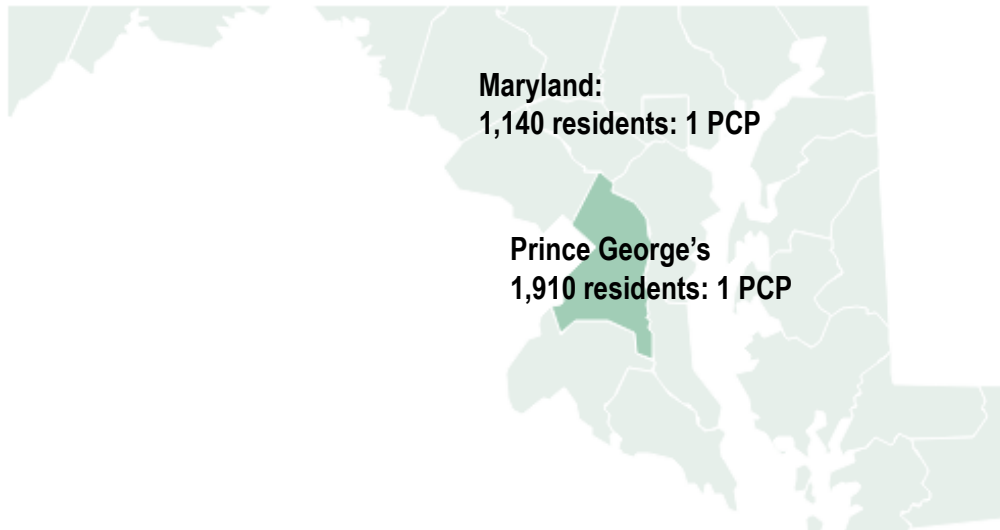 Maryland:
1,140 residents: 1 PCP
Prince George’s
1,910 residents: 1 PCP